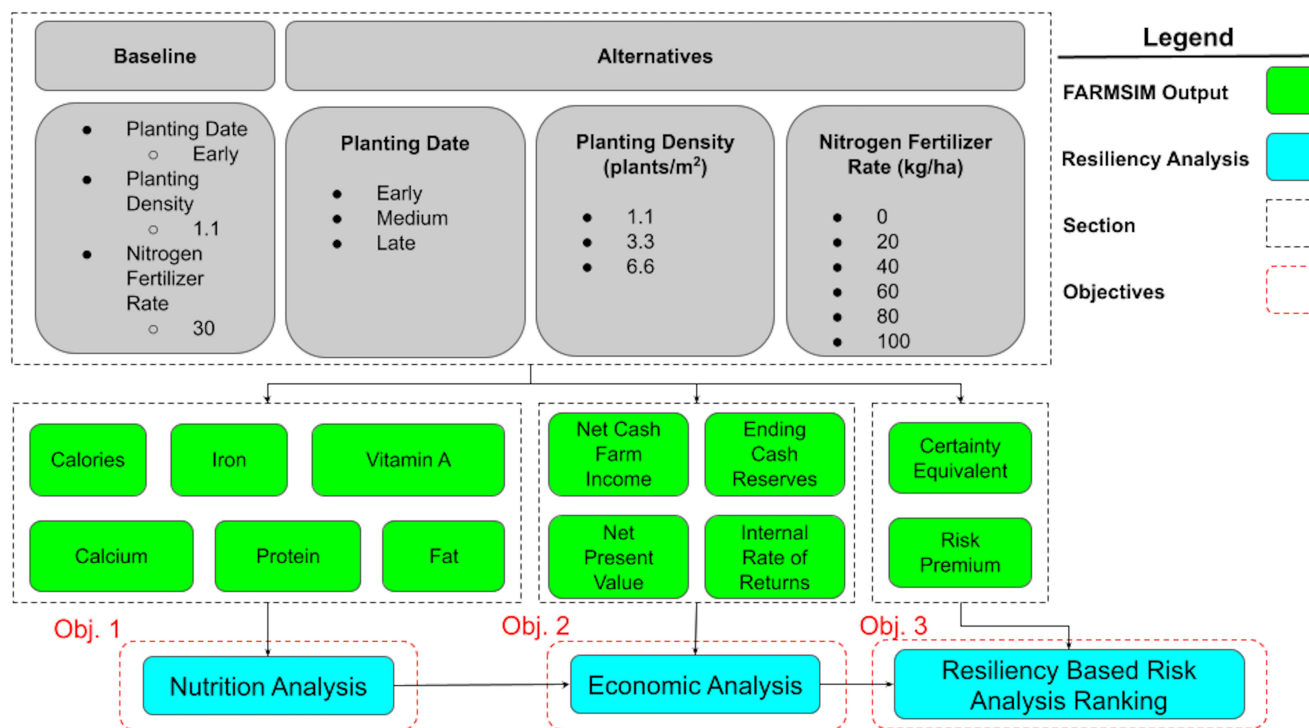 Baseline
Alternatives
● Planting Date
○ Early
● Planting
Density
○ 1.1
● Nitrogen
Fertilizer
Rate
○ 30
Planting Date
● Early
● Medium
● Late
Planting Density
(plants/m²)
● 1.1
● 3.3
● 6.6
Nitrogen Fertilizer
Rate (kg/ha)
● 0
● 20
● 40
● 60
● 80
● 100
Legend
FARMSIM Output
Resiliency Analysis
Section
Objectives
Calories
Iron
Vitamin A
Calcium
Protein
Fat
Net Cash
Farm
Income
Ending
Cash
Reserves
Net
Present
Value
Internal
Rate of
Returns
Certainty
Equivalent
Risk
Premium
Obj. 1
Nutrition Analysis
Obj. 2
Economic Analysis
Obj. 3
Resiliency Based Risk
Analysis Ranking